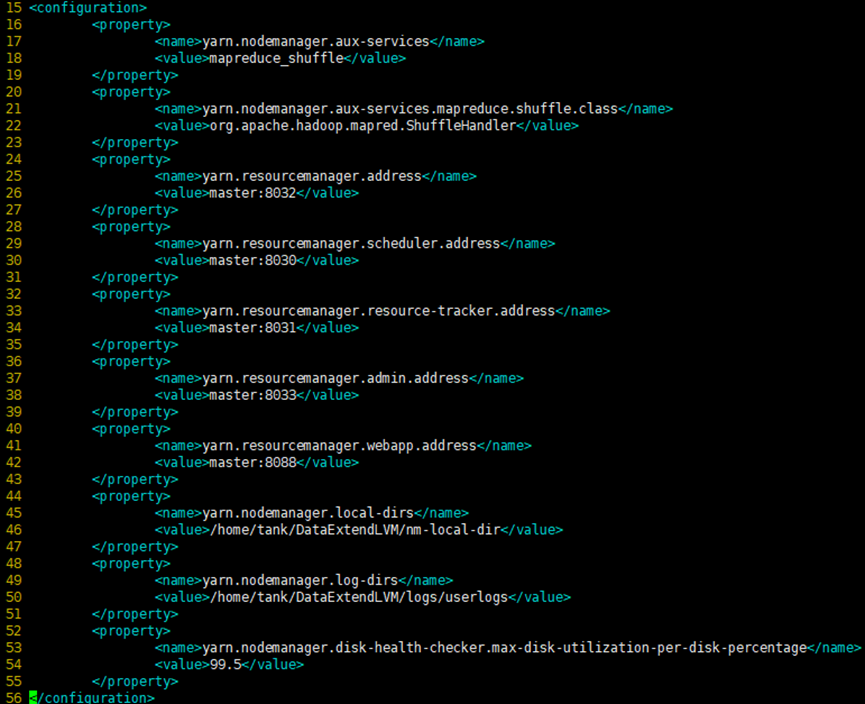 15 <configuration>
16 <property>
17 <name>yarn.nodemanager.aux-services</name>
18 <value>mapreduce_shuffle</value>
19 </property>
20 <property>
21 <name>yarn.nodemanager.aux-services.mapreduce.shuffle.class</name>
22 <value>org.apache.hadoop.mapred.ShuffleHandler</value>
23 </property>
24 <property>
25 <name>yarn.resourcemanager.address</name>
26 <value>master:8032</value>
27 </property>
28 <property>
29 <name>yarn.resourcemanager.scheduler.address</name>
30 <value>master:8030</value>
31 </property>
32 <property>
33 <name>yarn.resourcemanager.resource-tracker.address</name>
34 <value>master:8031</value>
35 </property>
36 <property>
37 <name>yarn.resourcemanager.admin.address</name>
38 <value>master:8033</value>
39 </property>
40 <property>
41 <name>yarn.resourcemanager.webapp.address</name>
42 <value>master:8088</value>
43 </property>
44 <property>
45 <name>yarn.nodemanager.local-dirs</name>
46 <value>/home/tank/DataExtendLVM/nm-local-dir</value>
47 </property>
48 <property>
49 <name>yarn.nodemanager.log-dirs</name>
50 <value>/home/tank/DataExtendLVM/logs/userlogs</value>
51 </property>
52 <property>
53 <name>yarn.nodemanager.disk-health-checker.max-disk-utilization-per-disk-percentage</name>
54 <value>99.5</value>
55 </property>
56 </configuration>